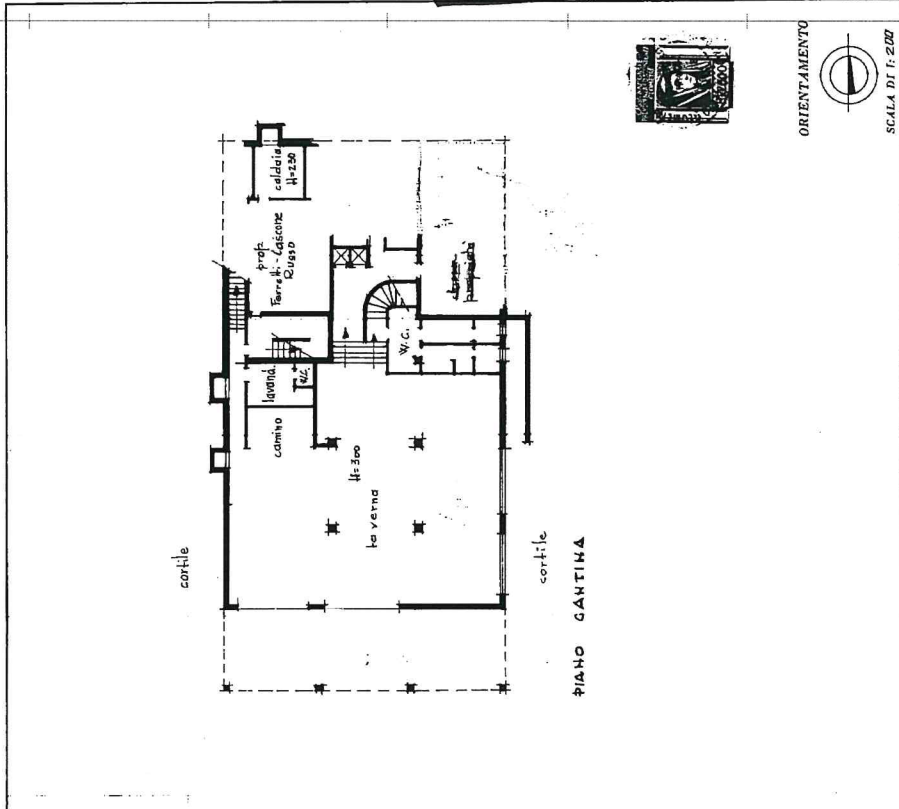 ORIENTAMENTO
SCALA DI 1:200
caldaia
H=230
prop.
Ferretti-Cascone
Russo
W.C.
lavand.
W.C.
camino
H=300
taverna
cortile
cortile
PIANO CANTINA